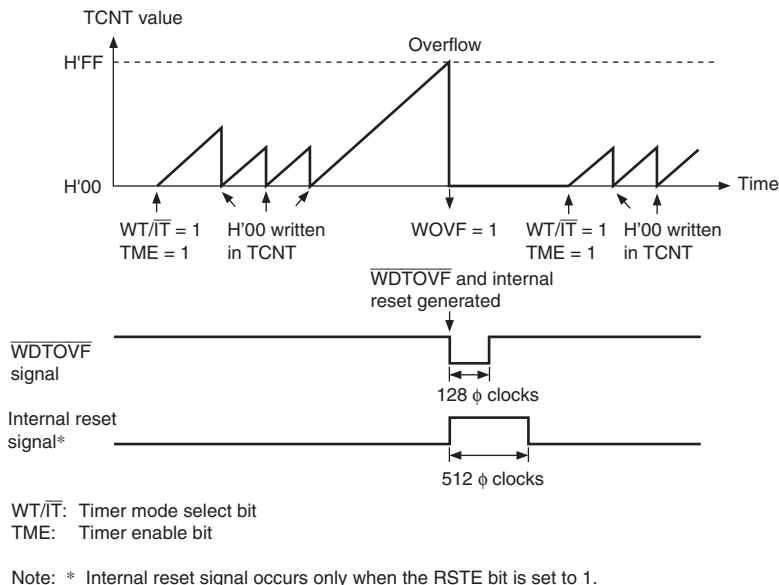 TCNT value
Overflow
H'FF
H'00
Time
WT/IT = 1
TME = 1
H'00 written
in TCNT
WOVF = 1
WT/IT = 1
TME = 1
H'00 written
in TCNT
WDTOVF and internal
reset generated
WDTOVF
signal
128 ϕ clocks
Internal reset
signal*
512 ϕ clocks
WT/IT: Timer mode select bit
TME: Timer enable bit
Note: * Internal reset signal occurs only when the RSTE bit is set to 1.